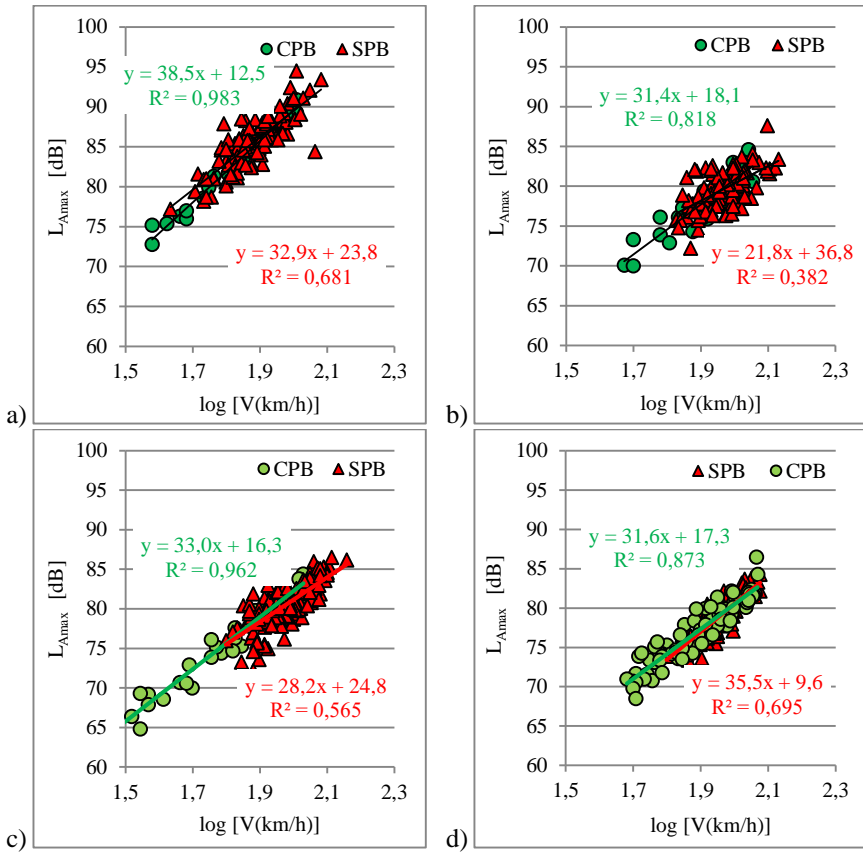 100
95
90
85
80
75
70
65
60
L_Amax [dB]
CPB SPB
y = 38,5x + 12,5
R² = 0,983
y = 32,9x + 23,8
R² = 0,681
1,5 1,7 1,9 2,1 2,3
log [V(km/h)]
a)
100
95
90
85
80
75
70
65
60
L_Amax [dB]
CPB SPB
y = 31,4x + 18,1
R² = 0,818
y = 21,8x + 36,8
R² = 0,382
1,5 1,7 1,9 2,1 2,3
log [V(km/h)]
b)
100
95
90
85
80
75
70
65
60
L_Amax [dB]
CPB SPB
y = 33,0x + 16,3
R² = 0,962
y = 28,2x + 24,8
R² = 0,565
1,5 1,7 1,9 2,1 2,3
log [V(km/h)]
c)
100
95
90
85
80
75
70
65
60
L_Amax [dB]
SPB CPB
y = 31,6x + 17,3
R² = 0,873
y = 35,5x + 9,6
R² = 0,695
1,5 1,7 1,9 2,1 2,3
log [V(km/h)]
d)